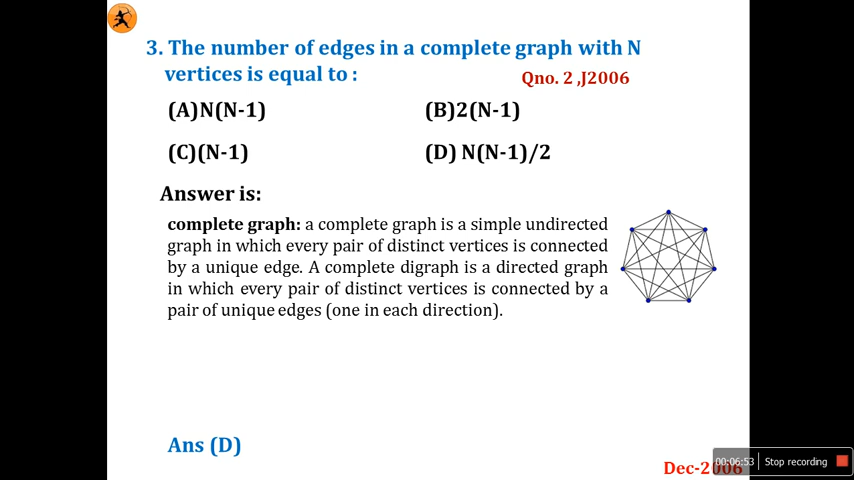 3. The number of edges in a complete graph with N
vertices is equal to :
Qno. 2 ,J2006
(A)N(N-1)
(B)2(N-1)
(C)(N-1)
(D) N(N-1)/2
Answer is:
complete graph: a complete graph is a simple undirected
graph in which every pair of distinct vertices is connected
by a unique edge. A complete digraph is a directed graph
in which every pair of distinct vertices is connected by a
pair of unique edges (one in each direction).
Ans (D)
Dec-2006
00:06:53
Stop recording